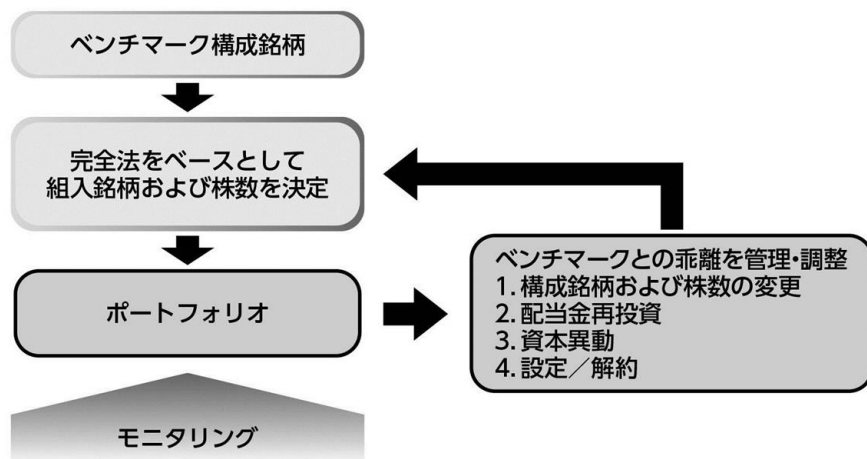 ベンチマーク構成銘柄
完全法をベースとして
組入銘柄および株数を決定
ポートフォリオ
モニタリング
ベンチマークとの乖離を管理・調整
1. 構成銘柄および株数の変更
2. 配当金再投資
3. 資本異動
4. 設定／解約